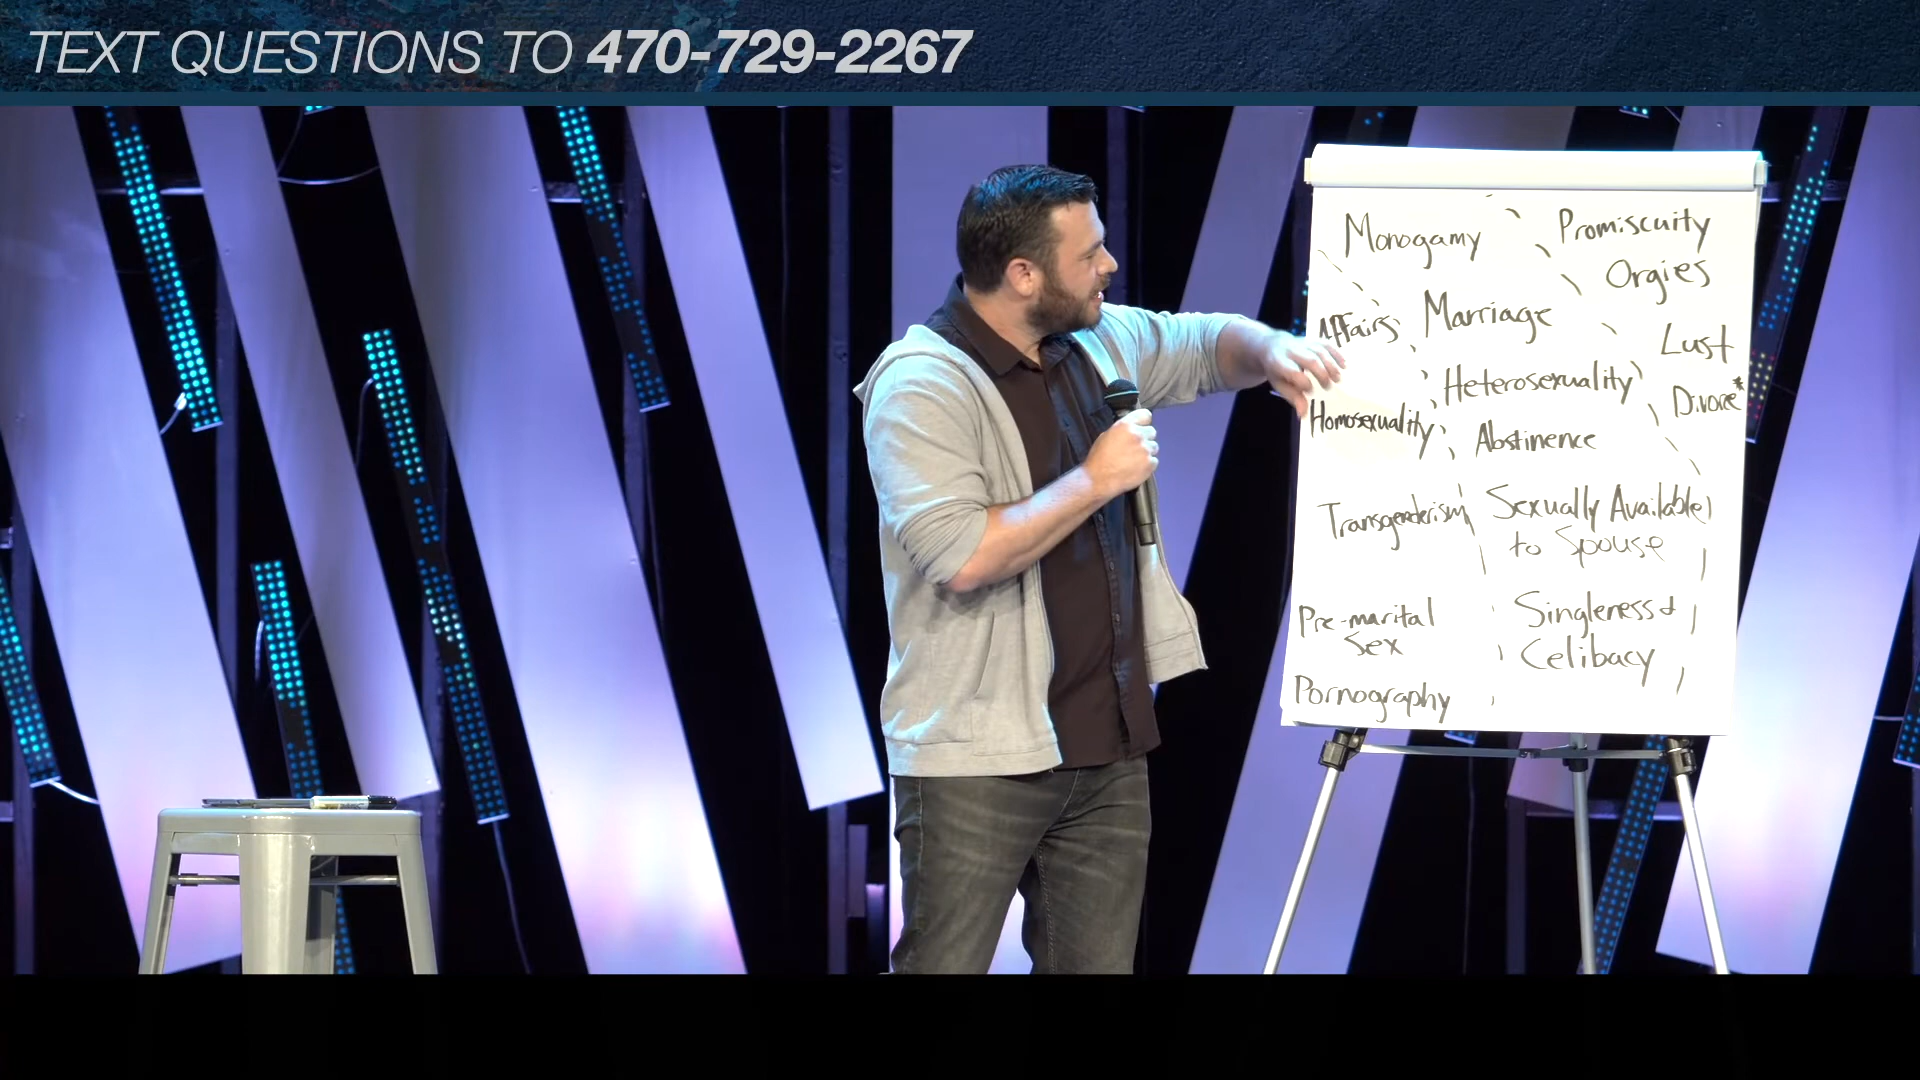 TEXT QUESTIONS TO 470-729-2267
Monogamy
Promiscuity
Orgies
Affairs
Marriage
Lust
Heterosexuality
Divorce*
Homosexuality
Abstinence
Transgenderism
Sexually Available
to Spouse
Pre-marital
Sex
Singleness &
Celibacy
Pornography